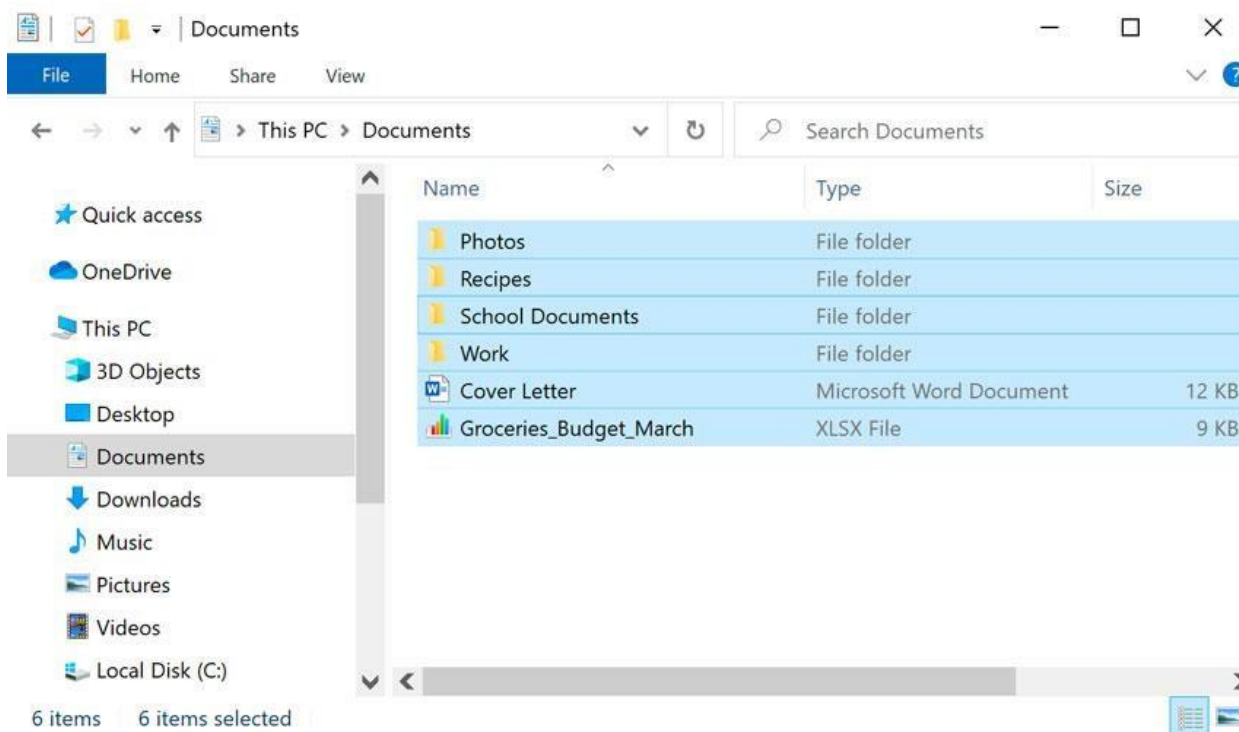 Documents
File Home Share View ?
This PC > Documents Search Documents
Name Type Size
Quick access
OneDrive
This PC
3D Objects
Desktop
Documents
Downloads
Music
Pictures
Videos
Local Disk (C:)
Photos File folder
Recipes File folder
School Documents File folder
Work File folder
W Cover Letter Microsoft Word Document 12 KB
Groceries_Budget_March XLSX File 9 KB
6 items 6 items selected